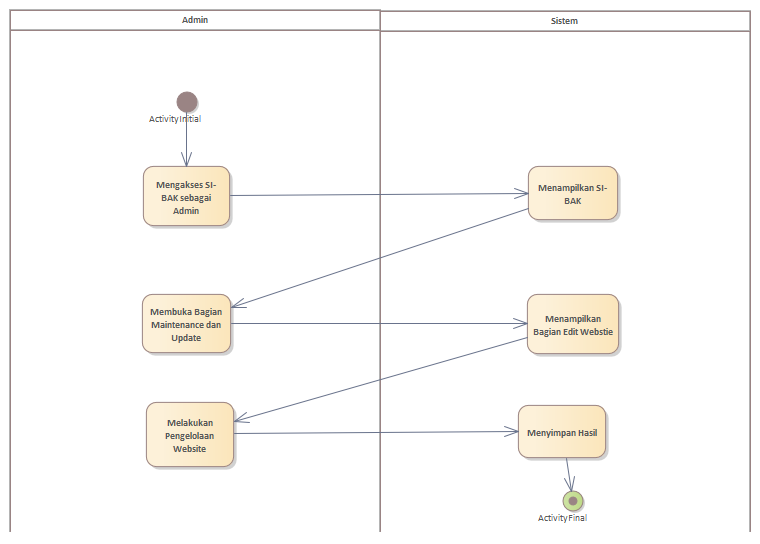 Admin
Sistem
ActivityInitial
Mengakses SI-
BAK sebagai
Admin
Menampilkan SI-
BAK
Membuka Bagian
Maintenance dan
Update
Menampilkan
Bagian Edit Webstie
Melakukan
Pengelolaan
Website
Menyimpan Hasil
ActivityFinal